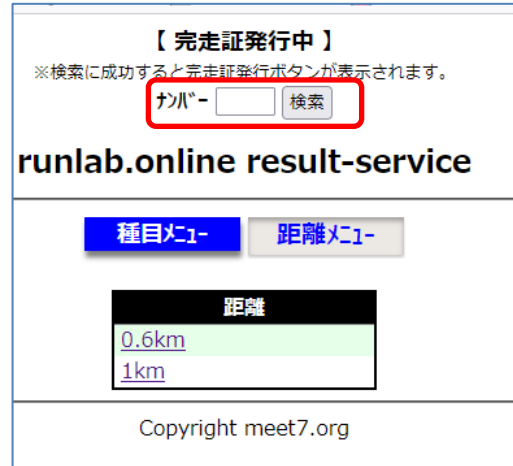 【 完走証発行中 】
※検索に成功すると完走証発行ボタンが表示されます。
ﾅﾝﾊﾞｰ 検索
runlab.online result-service
種目ﾒﾆｭｰ 距離ﾒﾆｭｰ
距離
0.6km
1km
Copyright meet7.org